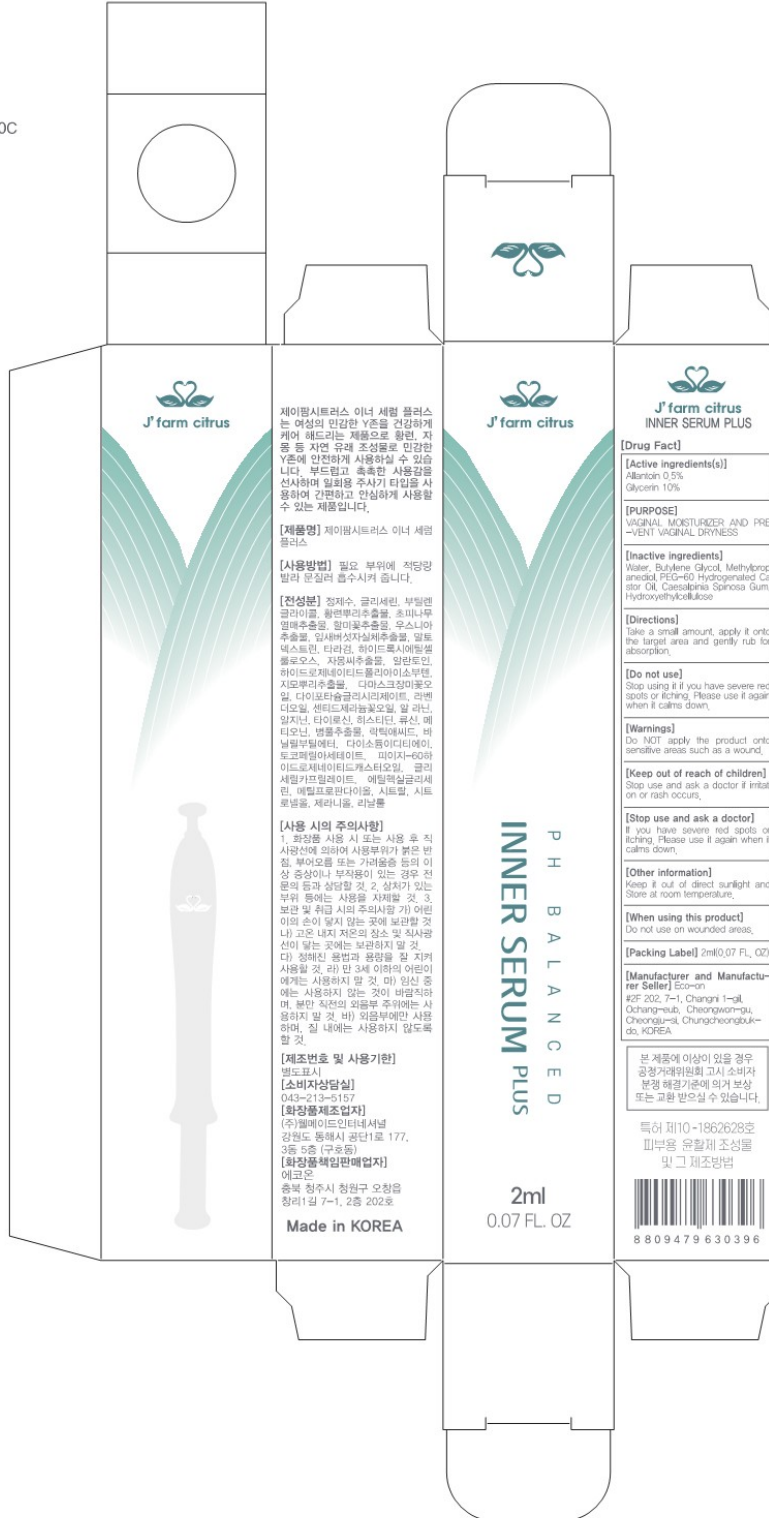 0C
J’ farm citrus
제이팜시트러스 이너 세럼 플러스
는 여성의 민감한 Y존을 건강하게
케어 해드리는 제품으로 황련, 자
몽 등 자연 유래 조성물로 민감한
Y존에 안전하게 사용하실 수 있습
니다. 부드럽고 촉촉한 사용감을
선사하며 일회용 주사기 타입을 사
용하여 간편하고 안심하게 사용할
수 있는 제품입니다.
[제품명] 제이팜시트러스 이너 세럼
플러스
[사용방법] 필요 부위에 적당량
발라 문질러 흡수시켜 줍니다.
[전성분] 정제수, 글리세린, 부틸렌
글라이콜, 황련뿌리추출물, 초피나무
열매추출물, 할미꽃추출물, 우스니아
추출물, 잎새버섯자실체추출물, 말토
덱스트린, 타라검, 하이드록시에틸셀
룰로오스, 자몽씨추출물, 알란토인,
하이드로제네이티드폴리아이소부텐,
지모뿌리추출물, 다마스크장미꽃오
일, 다이포타슘글리시리제이트, 라벤
더오일, 센티드제라늄꽃오일, 알 라닌,
알지닌, 타이로신, 히스티딘, 류신, 메
티오닌, 병풀추출물, 락틱애씨드, 바
닐릴부틸에터, 다이소듐이디티에이,
토코페릴아세테이트, 피이지-60하
이드로제네이티드캐스터오일, 글리
세릴카프릴레이트, 에틸헥실글리세
린, 메틸프로판다이올, 시트랄, 시트
로넬올, 제라니올, 리날룰
[사용 시의 주의사항]
1. 화장품 사용 시 또는 사용 후 직
사광선에 의하여 사용부위가 붉은 반
점, 부어오름 또는 가려움증 등의 이
상 증상이나 부작용이 있는 경우 전
문의 등과 상담할 것. 2. 상처가 있는
부위 등에는 사용을 자제할 것. 3.
보관 및 취급 시의 주의사항 가) 어린
이의 손이 닿지 않는 곳에 보관할 것
나) 고온 내지 저온의 장소 및 직사광
선이 닿는 곳에는 보관하지 말 것.
다) 정해진 용법과 용량을 잘 지켜
사용할 것. 라) 만 3세 이하의 어린이
에게는 사용하지 말 것. 마) 임신 중
에는 사용하지 않는 것이 바람직하
며, 분만 직전의 외음부 주위에는 사
용하지 말 것. 바) 외음부에만 사용
하며, 질 내에는 사용하지 않도록
할 것.
[제조번호 및 사용기한]
별도표시
[소비자상담실]
043-213-5157
[화장품제조업자]
(주)웰메이드인터네셔널
강원도 동해시 공단1로 177,
3동 5층 (구호동)
[화장품책임판매업자]
에코온
충북 청주시 청원구 오창읍
창리1길 7-1, 2층 202호
Made in KOREA
J’ farm citrus
PH BALANCED
INNER SERUM PLUS
2ml
0.07 FL. OZ
J’ farm citrus
INNER SERUM PLUS
[Drug Fact]
[Active ingredients(s)]
Allantoin 0.5%
Glycerin 10%
[PURPOSE]
VAGINAL MOISTURIZER AND PRE
-VENT VAGINAL DRYNESS
[Inactive ingredients]
Water, Butylene Glycol, Methylprop
anediol, PEG-60 Hydrogenated Ca
stor Oil, Caesalpinia Spinosa Gum,
Hydroxyethylcellulose
[Directions]
Take a small amount, apply it onto
the target area and gently rub for
absorption.
[Do not use]
Stop using it if you have severe red
spots or itching. Please use it again
when it calms down.
[Warnings]
Do NOT apply the product onto
sensitive areas such as a wound.
[Keep out of reach of children]
Stop use and ask a doctor if irritat
on or rash occurs.
[Stop use and ask a doctor]
If you have severe red spots or
itching. Please use it again when it
calms down.
[Other information]
Keep it out of direct sunlight and
Store at room temperature.
[When using this product]
Do not use on wounded areas.
[Packing Label] 2ml(0.07 FL. OZ)
[Manufacturer and Manufactu-
rer Seller] Eco-on
#2F 202, 7-1, Changni 1-gil,
Ochang-eub, Cheongwon-gu,
Cheongju-si, Chungcheongbuk-
do, KOREA
본 제품에 이상이 있을 경우
공정거래위원회 고시 소비자
분쟁 해결기준에 의거 보상
또는 교환 받으실 수 있습니다.
특허 제10-1862628호
피부용 윤활제 조성물
및 그 제조방법
8809479630396